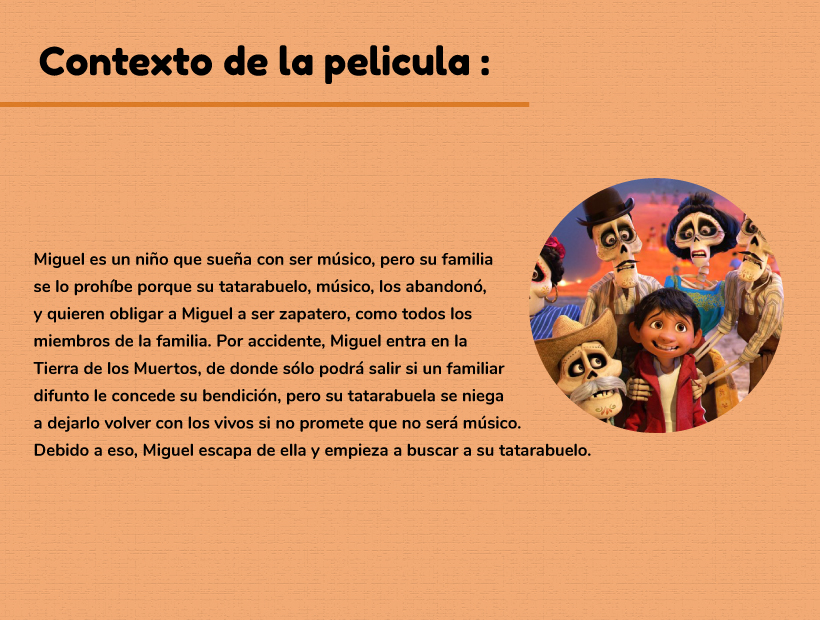 Contexto de la pelicula :
Miguel es un niño que sueña con ser músico, pero su familia
se lo prohíbe porque su tatarabuelo, músico, los abandonó,
y quieren obligar a Miguel a ser zapatero, como todos los
miembros de la familia. Por accidente, Miguel entra en la
Tierra de los Muertos, de donde sólo podrá salir si un familiar
difunto le concede su bendición, pero su tatarabuela se niega
a dejarlo volver con los vivos si no promete que no será músico.
Debido a eso, Miguel escapa de ella y empieza a buscar a su tatarabuelo.